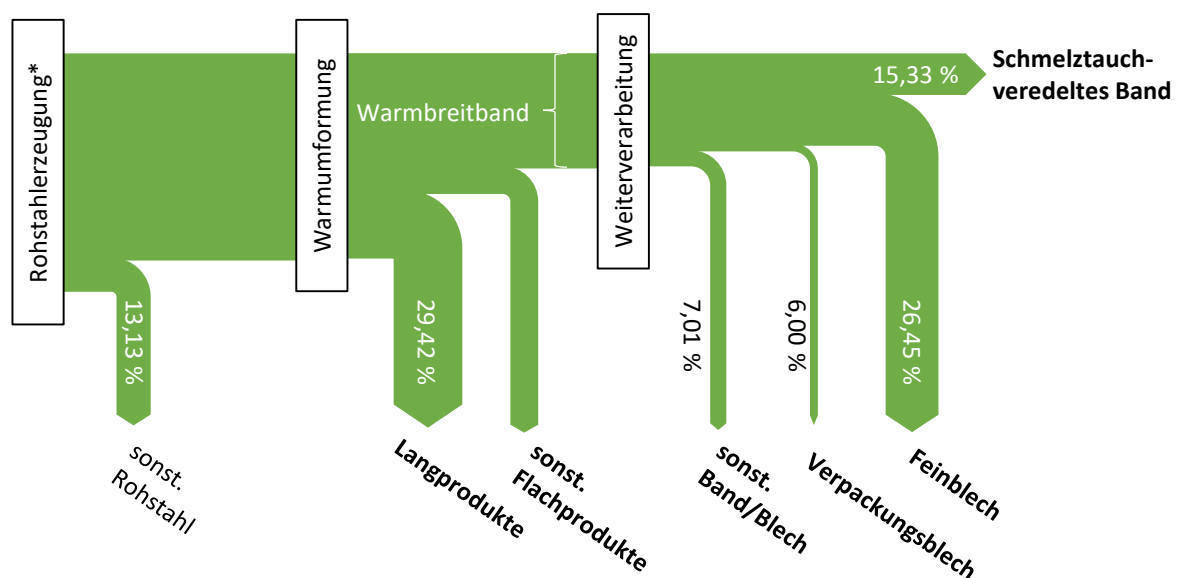 Rohstahlerzeugung*
Warmumformung
Warmbreitband
Weiterverarbeitung
15,33 %
Schmelztauch-
veredeltes Band
13,13 %
29,42 %
7,01 %
6,00 %
26,45 %
sonst.
Rohstahl
Langprodukte
sonst.
Flachprodukte
sonst.
Band/Blech
Verpackungsblech
Feinblech